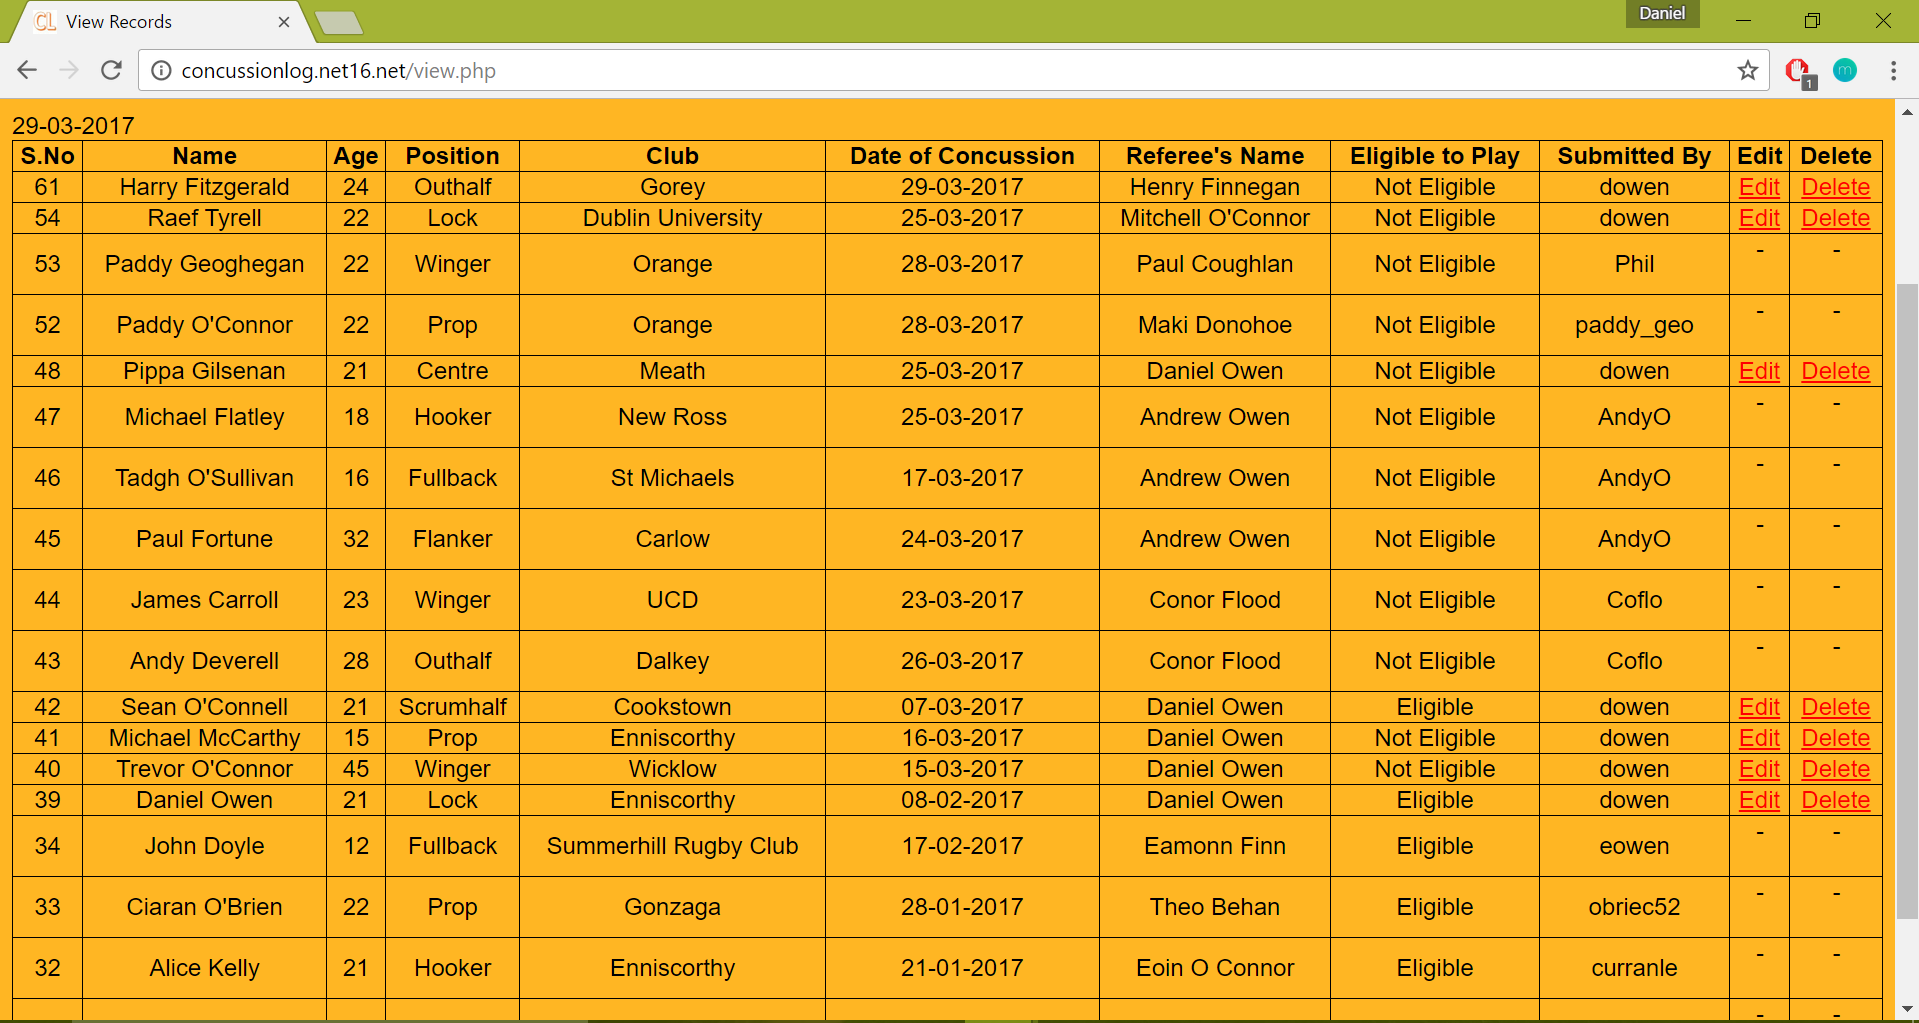 CL View Records
Daniel
concussionlog.net16.net/view.php
1
m
29-03-2017
S.No Name Age Position Club Date of Concussion Referee's Name Eligible to Play Submitted By Edit Delete
61 Harry Fitzgerald 24 Outhalf Gorey 29-03-2017 Henry Finnegan Not Eligible dowen Edit Delete
54 Raef Tyrell 22 Lock Dublin University 25-03-2017 Mitchell O'Connor Not Eligible dowen Edit Delete
53 Paddy Geoghegan 22 Winger Orange 28-03-2017 Paul Coughlan Not Eligible Phil - -
52 Paddy O'Connor 22 Prop Orange 28-03-2017 Maki Donohoe Not Eligible paddy_geo - -
48 Pippa Gilsenan 21 Centre Meath 25-03-2017 Daniel Owen Not Eligible dowen Edit Delete
47 Michael Flatley 18 Hooker New Ross 25-03-2017 Andrew Owen Not Eligible AndyO - -
46 Tadgh O'Sullivan 16 Fullback St Michaels 17-03-2017 Andrew Owen Not Eligible AndyO - -
45 Paul Fortune 32 Flanker Carlow 24-03-2017 Andrew Owen Not Eligible AndyO - -
44 James Carroll 23 Winger UCD 23-03-2017 Conor Flood Not Eligible Coflo - -
43 Andy Deverell 28 Outhalf Dalkey 26-03-2017 Conor Flood Not Eligible Coflo - -
42 Sean O'Connell 21 Scrumhalf Cookstown 07-03-2017 Daniel Owen Eligible dowen Edit Delete
41 Michael McCarthy 15 Prop Enniscorthy 16-03-2017 Daniel Owen Not Eligible dowen Edit Delete
40 Trevor O'Connor 45 Winger Wicklow 15-03-2017 Daniel Owen Not Eligible dowen Edit Delete
39 Daniel Owen 21 Lock Enniscorthy 08-02-2017 Daniel Owen Eligible dowen Edit Delete
34 John Doyle 12 Fullback Summerhill Rugby Club 17-02-2017 Eamonn Finn Eligible eowen - -
33 Ciaran O'Brien 22 Prop Gonzaga 28-01-2017 Theo Behan Eligible obriec52 - -
32 Alice Kelly 21 Hooker Enniscorthy 21-01-2017 Eoin O Connor Eligible curranle - -
- -